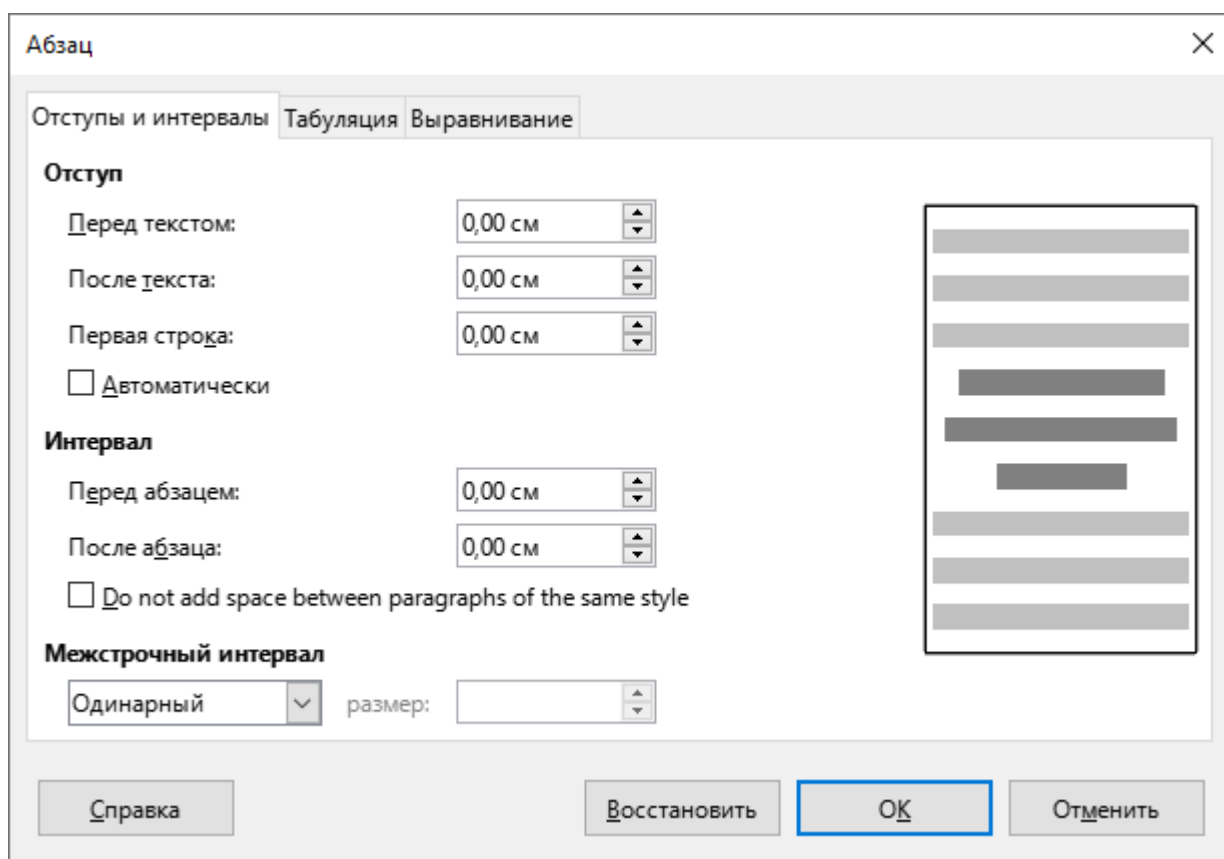 Абзац
Отступы и интервалы Табуляция Выравнивание
Отступ
Перед текстом: 0,00 см
После текста: 0,00 см
Первая строка: 0,00 см
Автоматически
Интервал
Перед абзацем: 0,00 см
После абзаца: 0,00 см
Do not add space between paragraphs of the same style
Межстрочный интервал
Одинарный размер:
Справка Восстановить OK Отменить